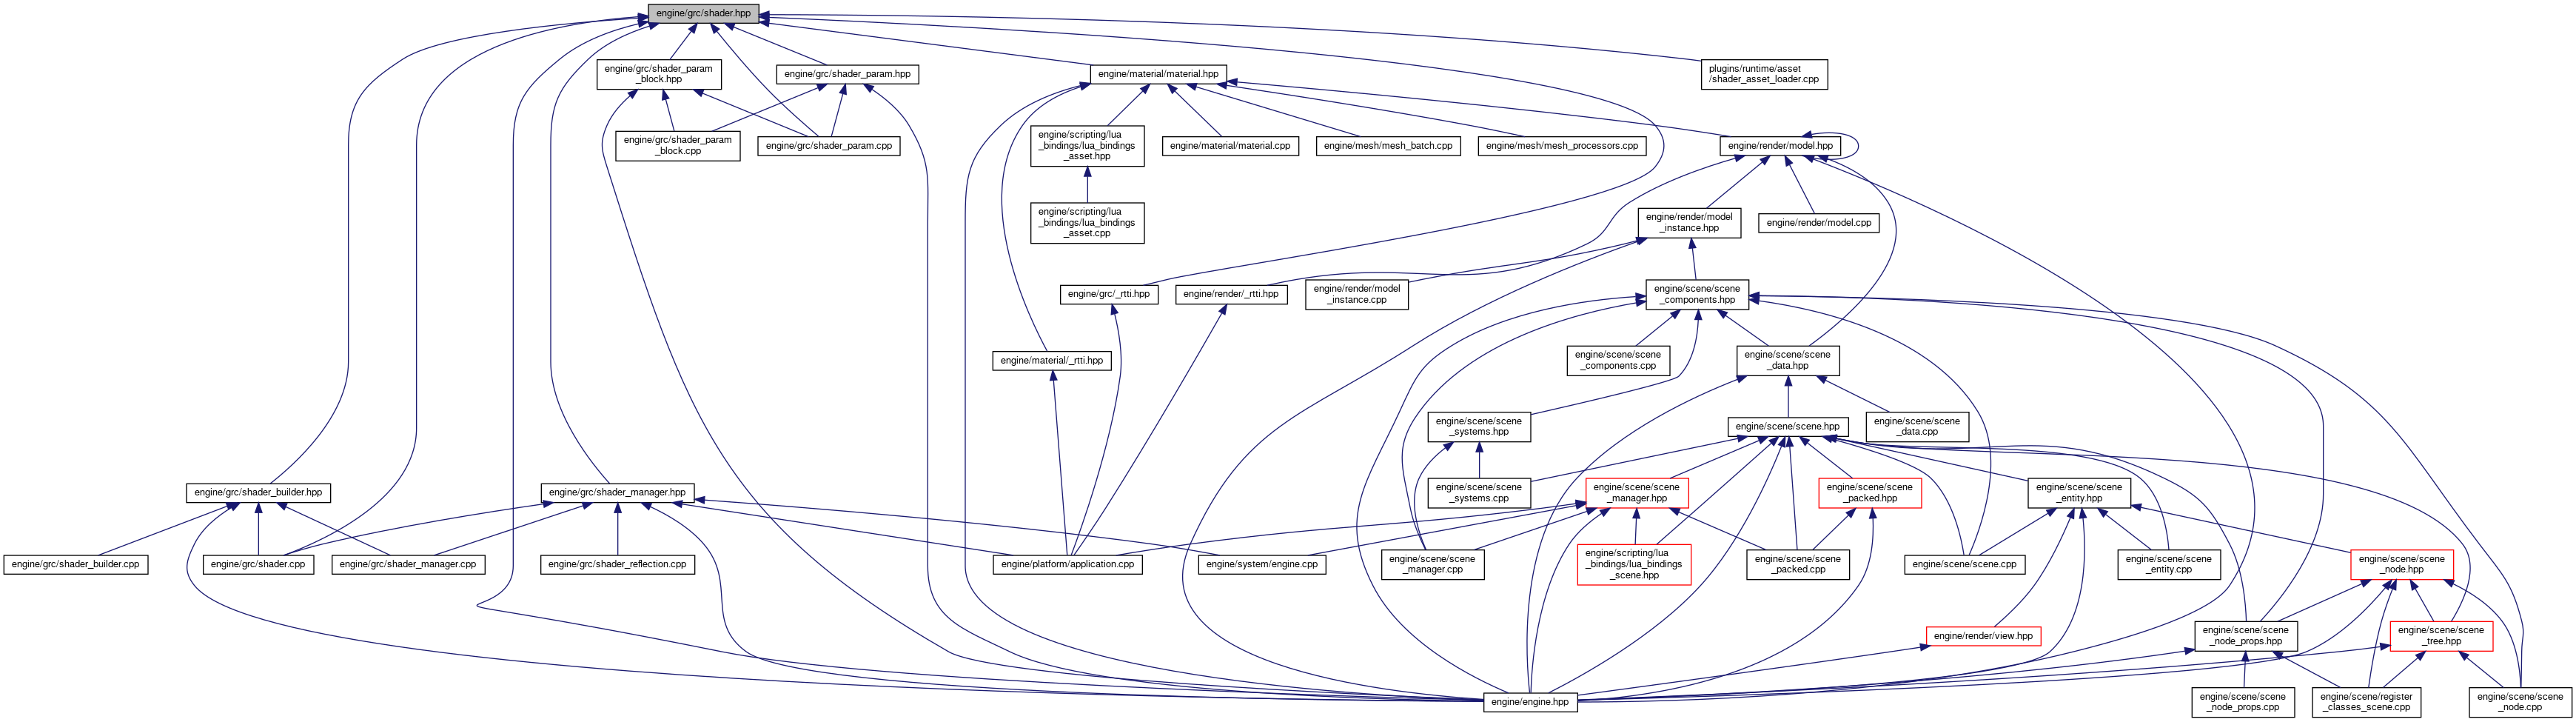 engine/grc/shader.hpp
engine/grc/shader_param
_block.hpp
engine/grc/shader_param.hpp
engine/material/material.hpp
plugins/runtime/asset
/shader_asset_loader.cpp
engine/grc/shader_param
_block.cpp
engine/grc/shader_param.cpp
engine/scripting/lua
_bindings/lua_bindings
_asset.hpp
engine/material/material.cpp
engine/mesh/mesh_batch.cpp
engine/mesh/mesh_processors.cpp
engine/render/model.hpp
engine/scripting/lua
_bindings/lua_bindings
_asset.cpp
engine/render/model
_instance.hpp
engine/render/model.cpp
engine/grc/_rtti.hpp
engine/render/_rtti.hpp
engine/render/model
_instance.cpp
engine/scene/scene
_components.hpp
engine/material/_rtti.hpp
engine/scene/scene
_components.cpp
engine/scene/scene
_data.hpp
engine/scene/scene
_systems.hpp
engine/scene/scene.hpp
engine/scene/scene
_data.cpp
engine/grc/shader_builder.hpp
engine/grc/shader_manager.hpp
engine/scene/scene
_systems.cpp
engine/scene/scene
_manager.hpp
engine/scene/scene
_packed.hpp
engine/scene/scene
_entity.hpp
engine/grc/shader_builder.cpp
engine/grc/shader.cpp
engine/grc/shader_manager.cpp
engine/grc/shader_reflection.cpp
engine/platform/application.cpp
engine/system/engine.cpp
engine/scene/scene
_manager.cpp
engine/scripting/lua
_bindings/lua_bindings
_scene.hpp
engine/scene/scene
_packed.cpp
engine/scene/scene.cpp
engine/scene/scene
_entity.cpp
engine/scene/scene
_node.hpp
engine/render/view.hpp
engine/scene/scene
_node_props.hpp
engine/scene/scene
_tree.hpp
engine/engine.hpp
engine/scene/scene
_node_props.cpp
engine/scene/register
_classes_scene.cpp
engine/scene/scene
_node.cpp